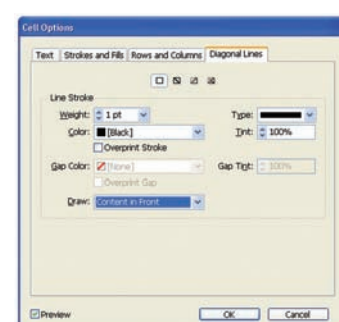 Cell Options
Text Strokes and Fills Rows and Columns Diagonal Lines
Line Stroke
Weight: 1 pt Type:
Color: [Black] Tint: 100%
Overprint Stroke
Gap Color: [None] Gap Tint: 100%
Overprint Gap
Draw: Content in Front
Preview OK Cancel